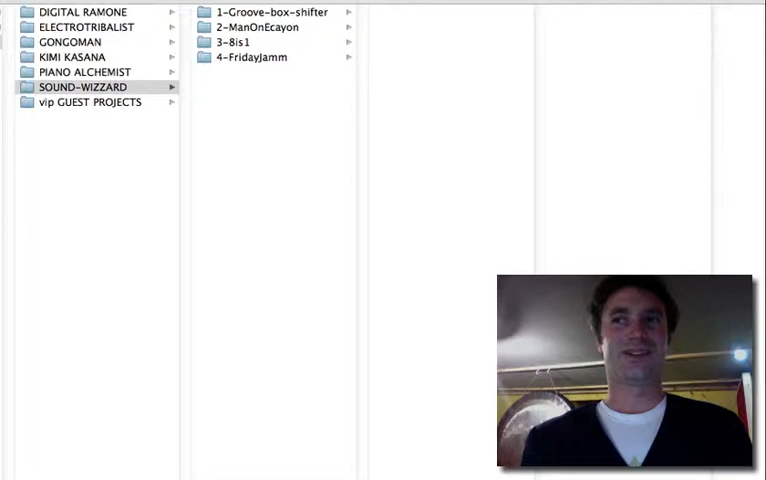 DIGITAL RAMONE
ELECTROTRIBALIST
GONGOMAN
KIMI KASANA
PIANO ALCHEMIST
SOUND-WIZZARD
vip GUEST PROJECTS
1-Groove-box-shifter
2-ManOnEcayon
3-8is1
4-FridayJamm